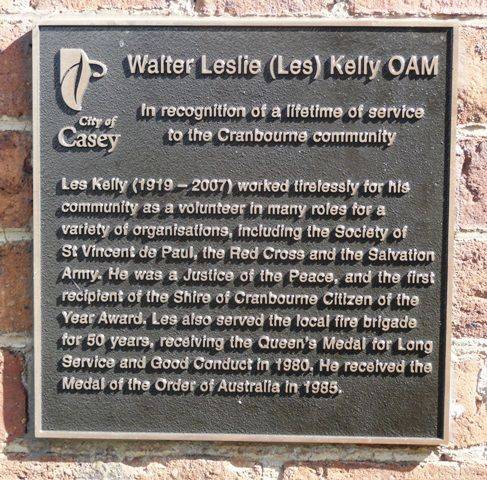 Walter Leslie (Les) Kelly OAM
City of
Casey
In recognition of a lifetime of service
to the Cranbourne community
Les Kelly (1919 – 2007) worked tirelessly for his
community as a volunteer in many roles for a
variety of organisations, including the Society of
St Vincent de Paul, the Red Cross and the Salvation
Army. He was a Justice of the Peace, and the first
recipient of the Shire of Cranbourne Citizen of the
Year Award. Les also served the local fire brigade
for 50 years, receiving the Queen's Medal for Long
Service and Good Conduct in 1980. He received the
Medal of the Order of Australia in 1985.